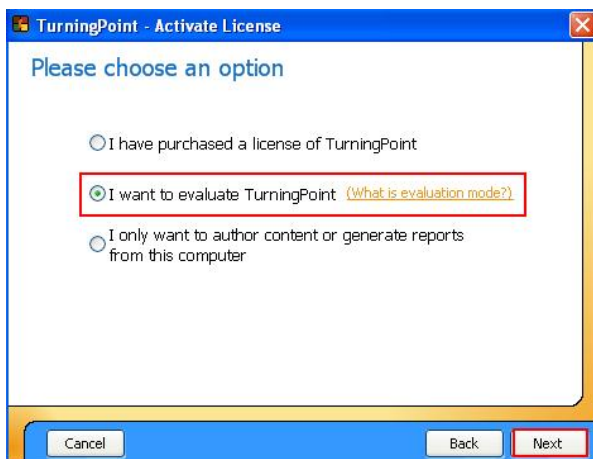 TurningPoint - Activate License
Please choose an option
I have purchased a license of TurningPoint
I want to evaluate TurningPoint (What is evaluation mode?)
I only want to author content or generate reports
from this computer
Cancel Back Next